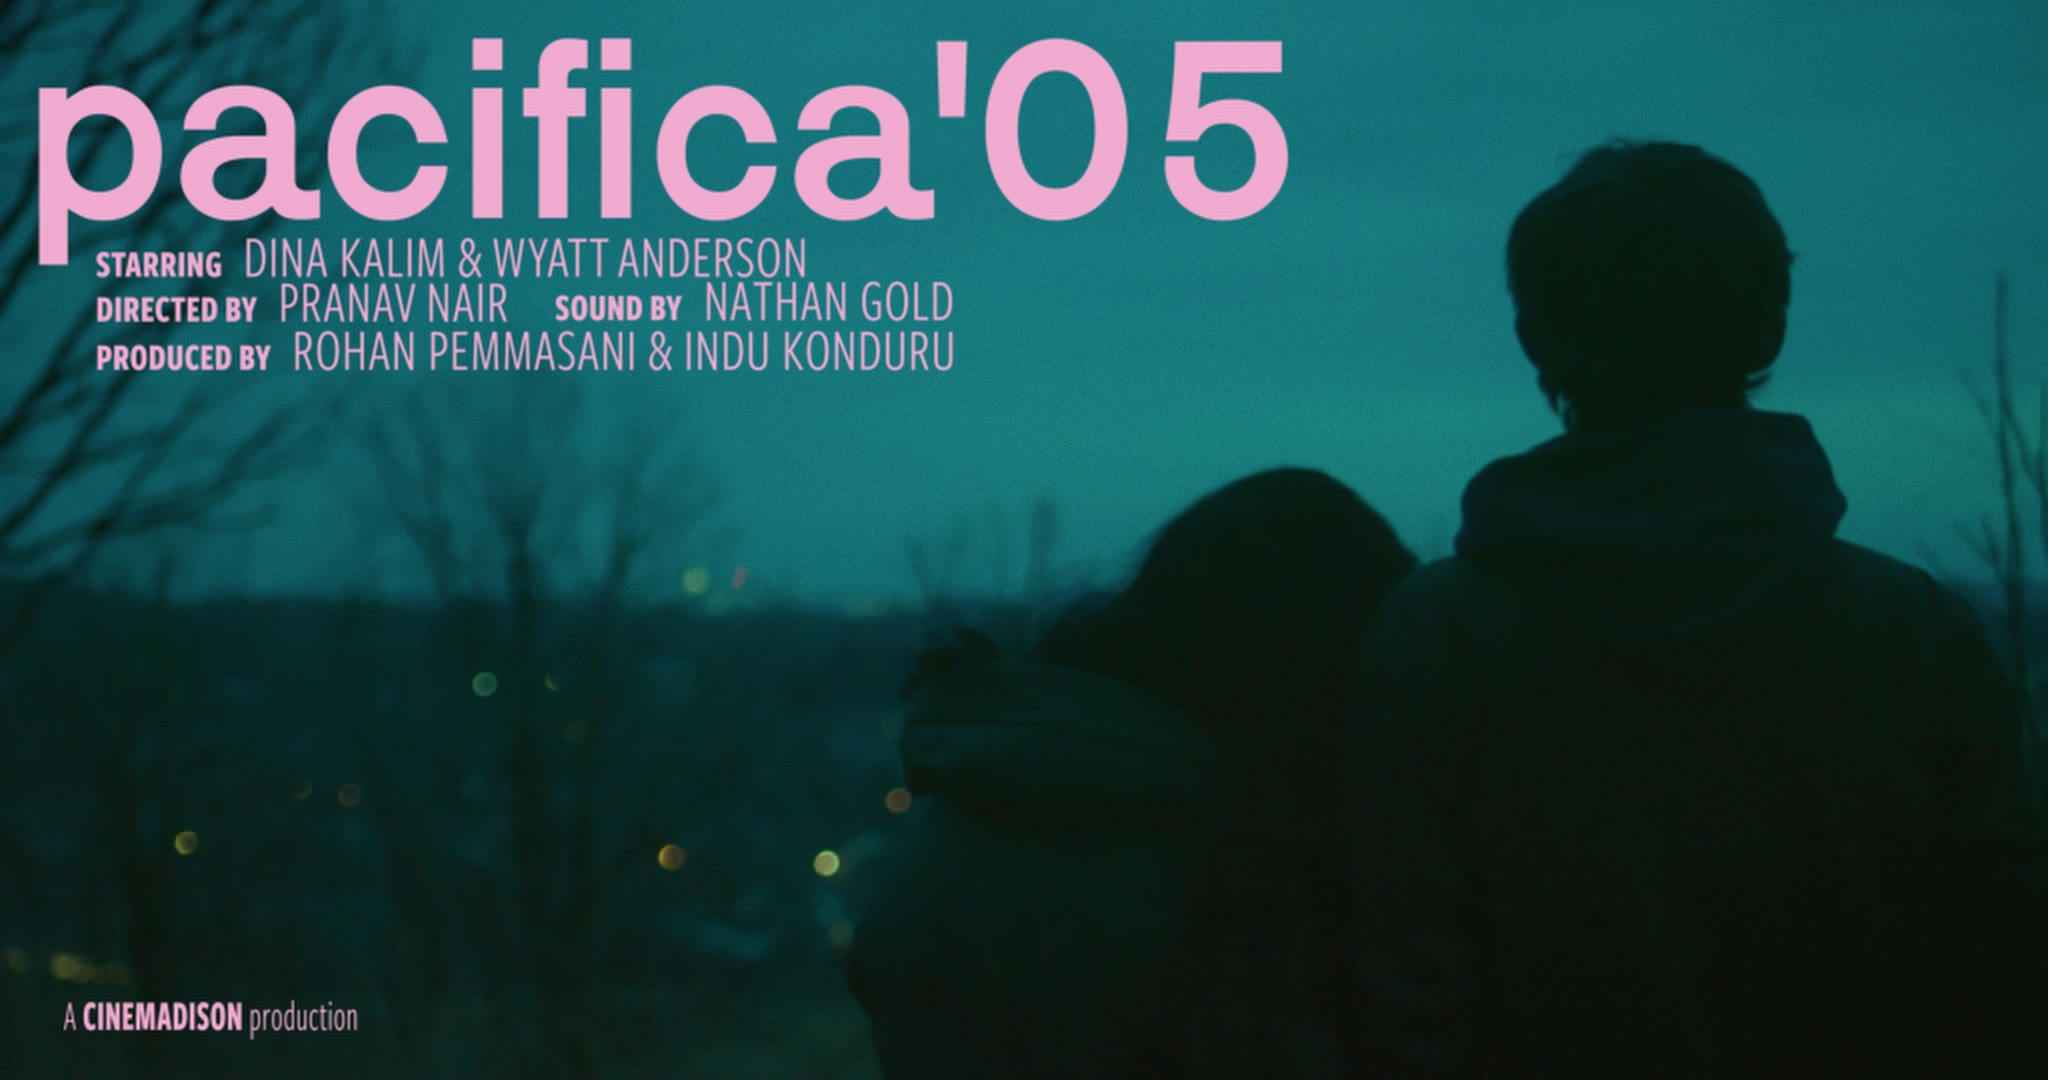 pacifica'05
STARRING DINA KALIM & WYATT ANDERSON
DIRECTED BY PRANAV NAIR SOUND BY NATHAN GOLD
PRODUCED BY ROHAN PEMMASANI & INDU KONDURU
A CINEMADISON production